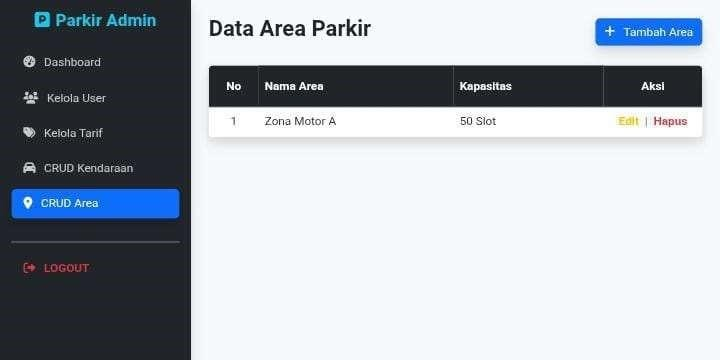 P Parkir Admin
Dashboard
Kelola User
Kelola Tarif
CRUD Kendaraan
CRUD Area
LOGOUT
Data Area Parkir
+ Tambah Area
No Nama Area Kapasitas Aksi
1 Zona Motor A 50 Slot Edit | Hapus